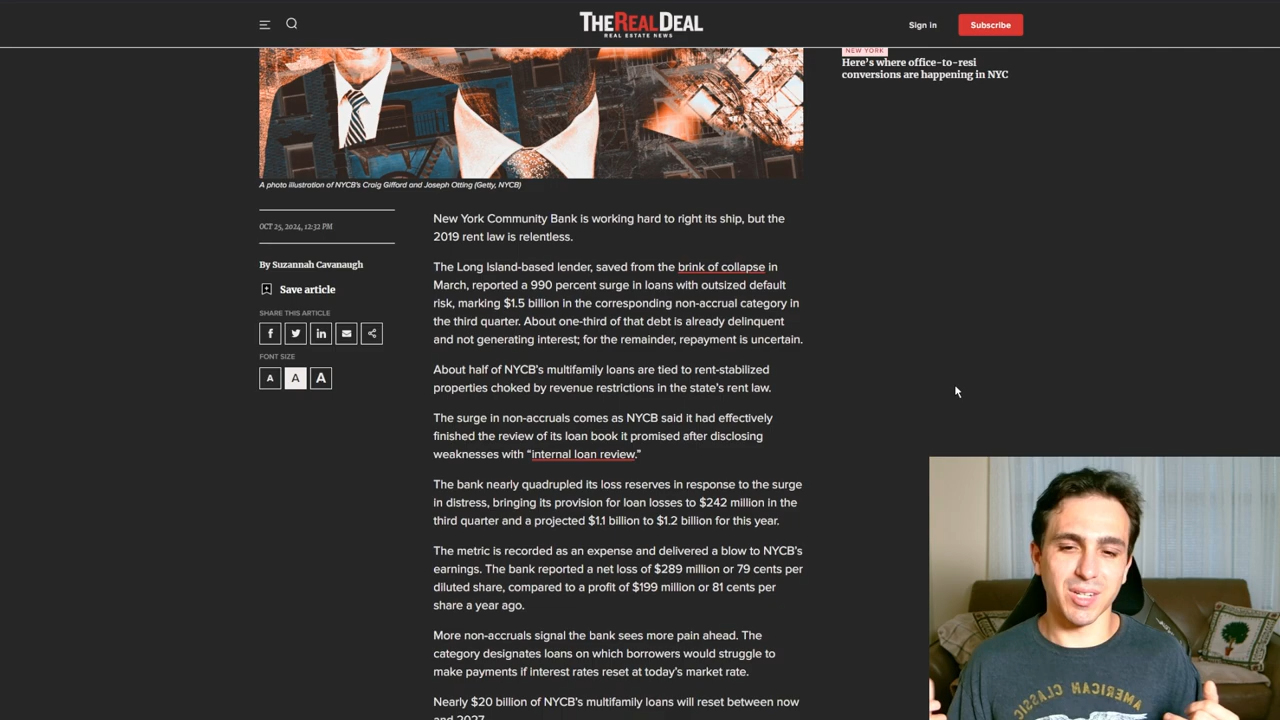 THEREALDEAL
REAL ESTATE NEWS
Sign in
Subscribe
NEW YORK
Here's where office-to-resi
conversions are happening in NYC
A photo illustration of NYCB's Craig Gifford and Joseph Otting (Getty, NYCB)
OCT 25, 2024, 12:32 PM
By Suzannah Cavanaugh
Save article
SHARE THIS ARTICLE
FONT SIZE
A A A
New York Community Bank is working hard to right its ship, but the
2019 rent law is relentless.
The Long Island-based lender, saved from the brink of collapse in
March, reported a 990 percent surge in loans with outsized default
risk, marking $1.5 billion in the corresponding non-accrual category in
the third quarter. About one-third of that debt is already delinquent
and not generating interest; for the remainder, repayment is uncertain.
About half of NYCB's multifamily loans are tied to rent-stabilized
properties choked by revenue restrictions in the state's rent law.
The surge in non-accruals comes as NYCB said it had effectively
finished the review of its loan book it promised after disclosing
weaknesses with “internal loan review.”
The bank nearly quadrupled its loss reserves in response to the surge
in distress, bringing its provision for loan losses to $242 million in the
third quarter and a projected $1.1 billion to $1.2 billion for this year.
The metric is recorded as an expense and delivered a blow to NYCB's
earnings. The bank reported a net loss of $289 million or 79 cents per
diluted share, compared to a profit of $199 million or 81 cents per
share a year ago.
More non-accruals signal the bank sees more pain ahead. The
category designates loans on which borrowers would struggle to
make payments if interest rates reset at today's market rate.
Nearly $20 billion of NYCB's multifamily loans will reset between now
and 2027.
AMERICAN CLASSIC